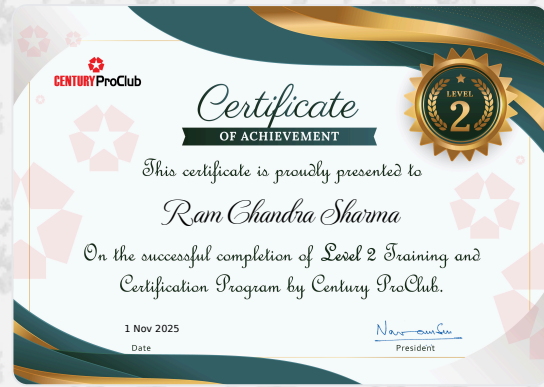 CENTURY ProClub
Certificate
OF ACHIEVEMENT
LEVEL
2
This certificate is proudly presented to
Ram Chandra Sharma
On the successful completion of Level 2 Training and
Certification Program by Century ProClub.
1 Nov 2025
Date
President